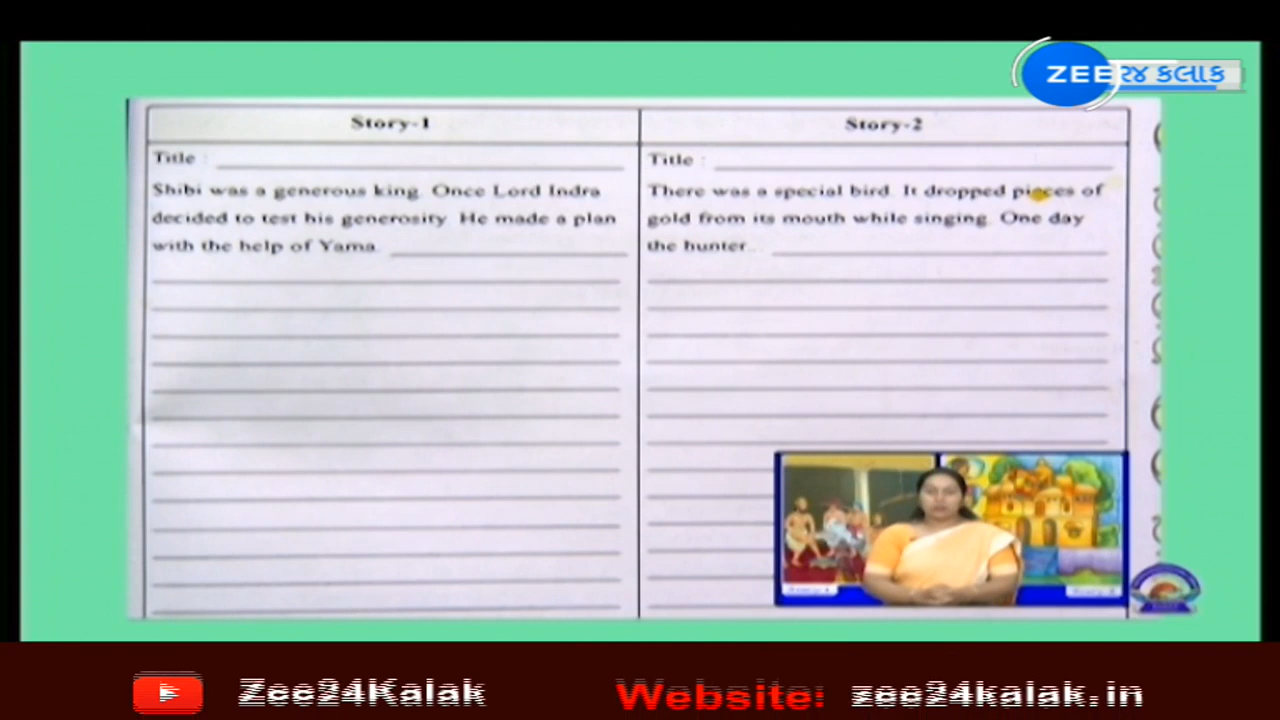 ZEE ૨૪ કલાક
Story-1
Title :
Shibi was a generous king. Once Lord Indra
decided to test his generosity. He made a plan
with the help of Yama.
Story-2
Title :
There was a special bird. It dropped pieces of
gold from its mouth while singing. One day
the hunter...
Zee24Kalak
Website: zee24kalak.in